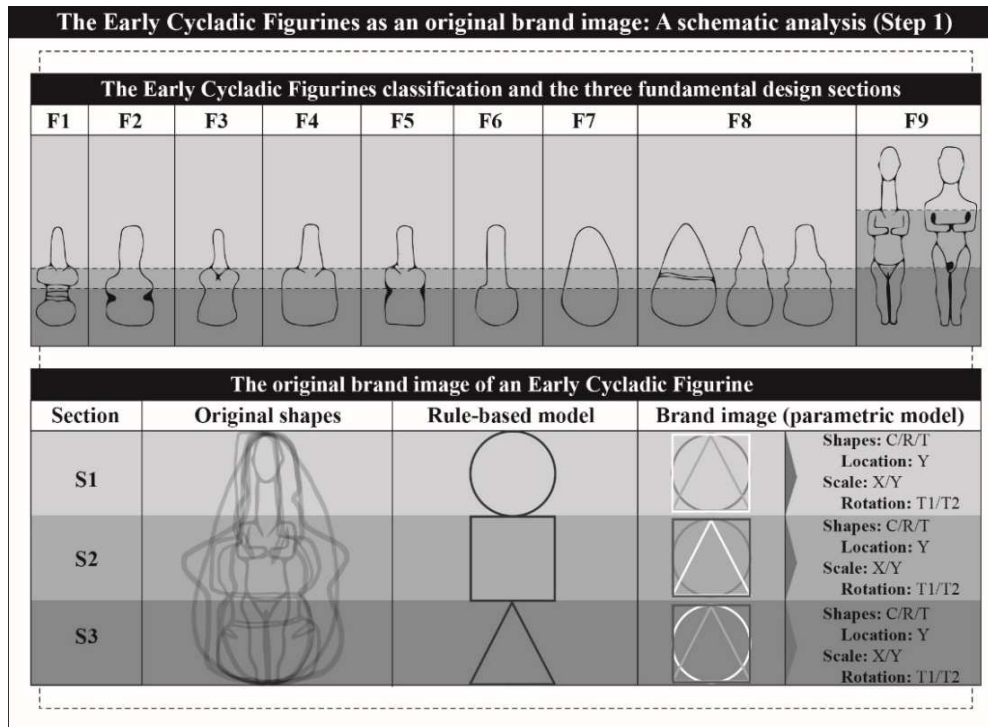 The Early Cycladic Figurines as an original brand image: A schematic analysis (Step 1)
The Early Cycladic Figurines classification and the three fundamental design sections
F1 F2 F3 F4 F5 F6 F7 F8 F9
The original brand image of an Early Cycladic Figurine
Section Original shapes Rule-based model Brand image (parametric model)
S1
Shapes: C/R/T
Location: Y
Scale: X/Y
Rotation: T1/T2
S2
Shapes: C/R/T
Location: Y
Scale: X/Y
Rotation: T1/T2
S3
Shapes: C/R/T
Location: Y
Scale: X/Y
Rotation: T1/T2